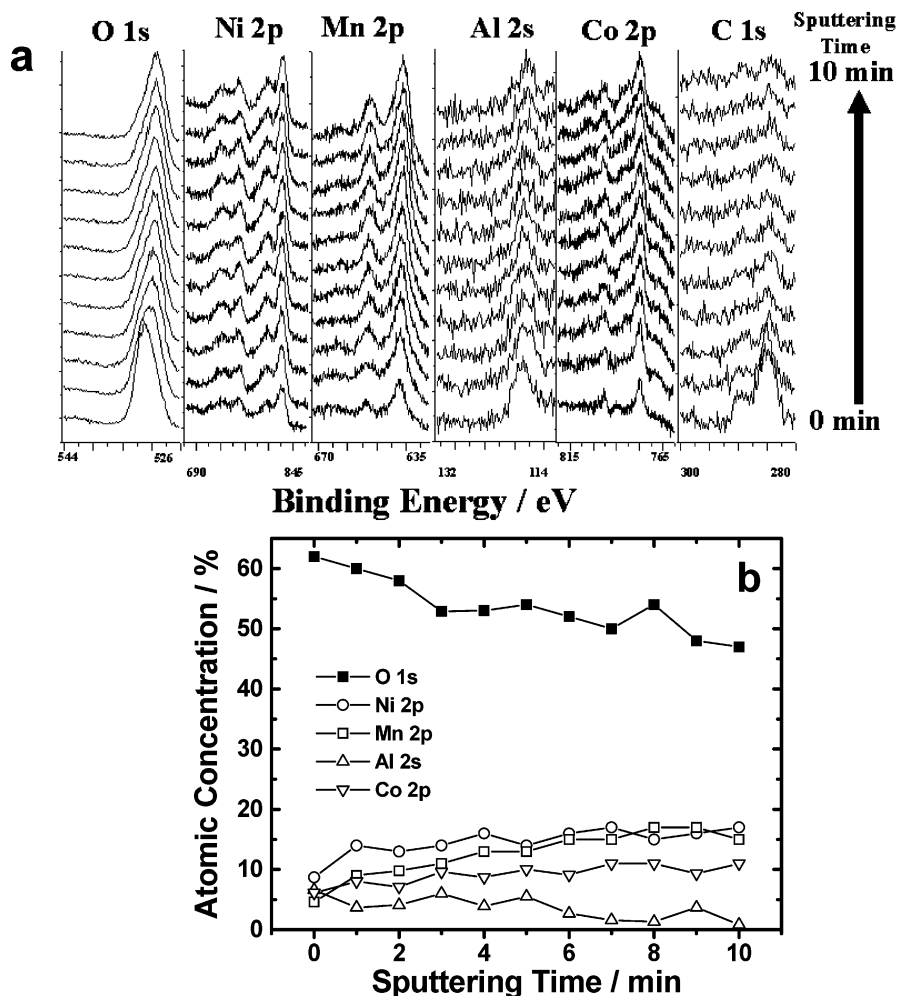 a
O 1s
Ni 2p
Mn 2p
Al 2s
Co 2p
C 1s
Sputtering
Time
10 min
0 min
544
526
690
845
670
635
132
114
815
765
300
280
Binding Energy / eV
b
Atomic Concentration / %
60
50
40
30
20
10
0
O 1s
Ni 2p
Mn 2p
Al 2s
Co 2p
0 2 4 6 8 10
Sputtering Time / min